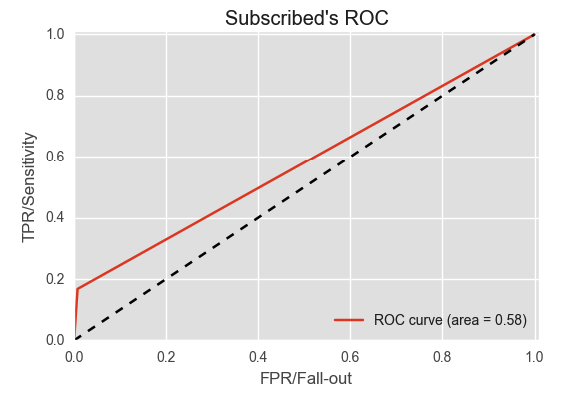 Subscribed's ROC
1.0
0.8
0.6
0.4
0.2
0.0
TPR/Sensitivity
ROC curve (area = 0.58)
0.0 0.2 0.4 0.6 0.8 1.0
FPR/Fall-out